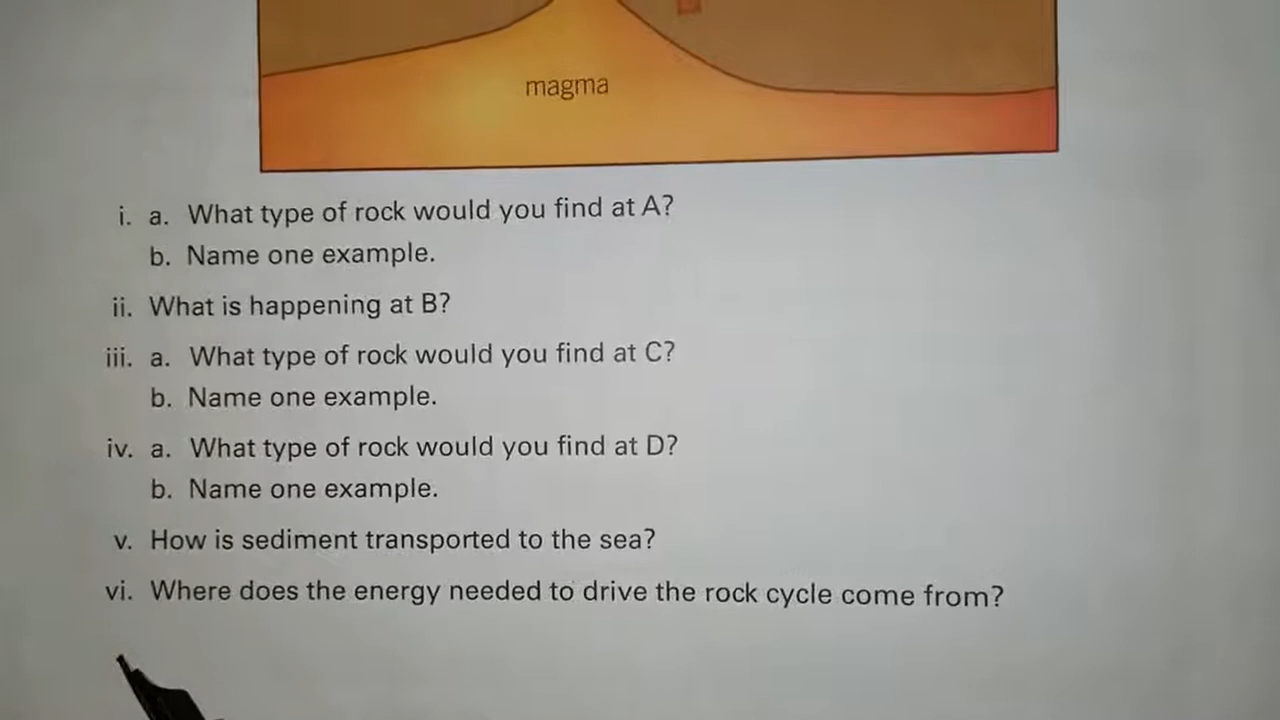 magma
i. a. What type of rock would you find at A?
b. Name one example.
ii. What is happening at B?
iii. a. What type of rock would you find at C?
b. Name one example.
iv. a. What type of rock would you find at D?
b. Name one example.
v. How is sediment transported to the sea?
vi. Where does the energy needed to drive the rock cycle come from?